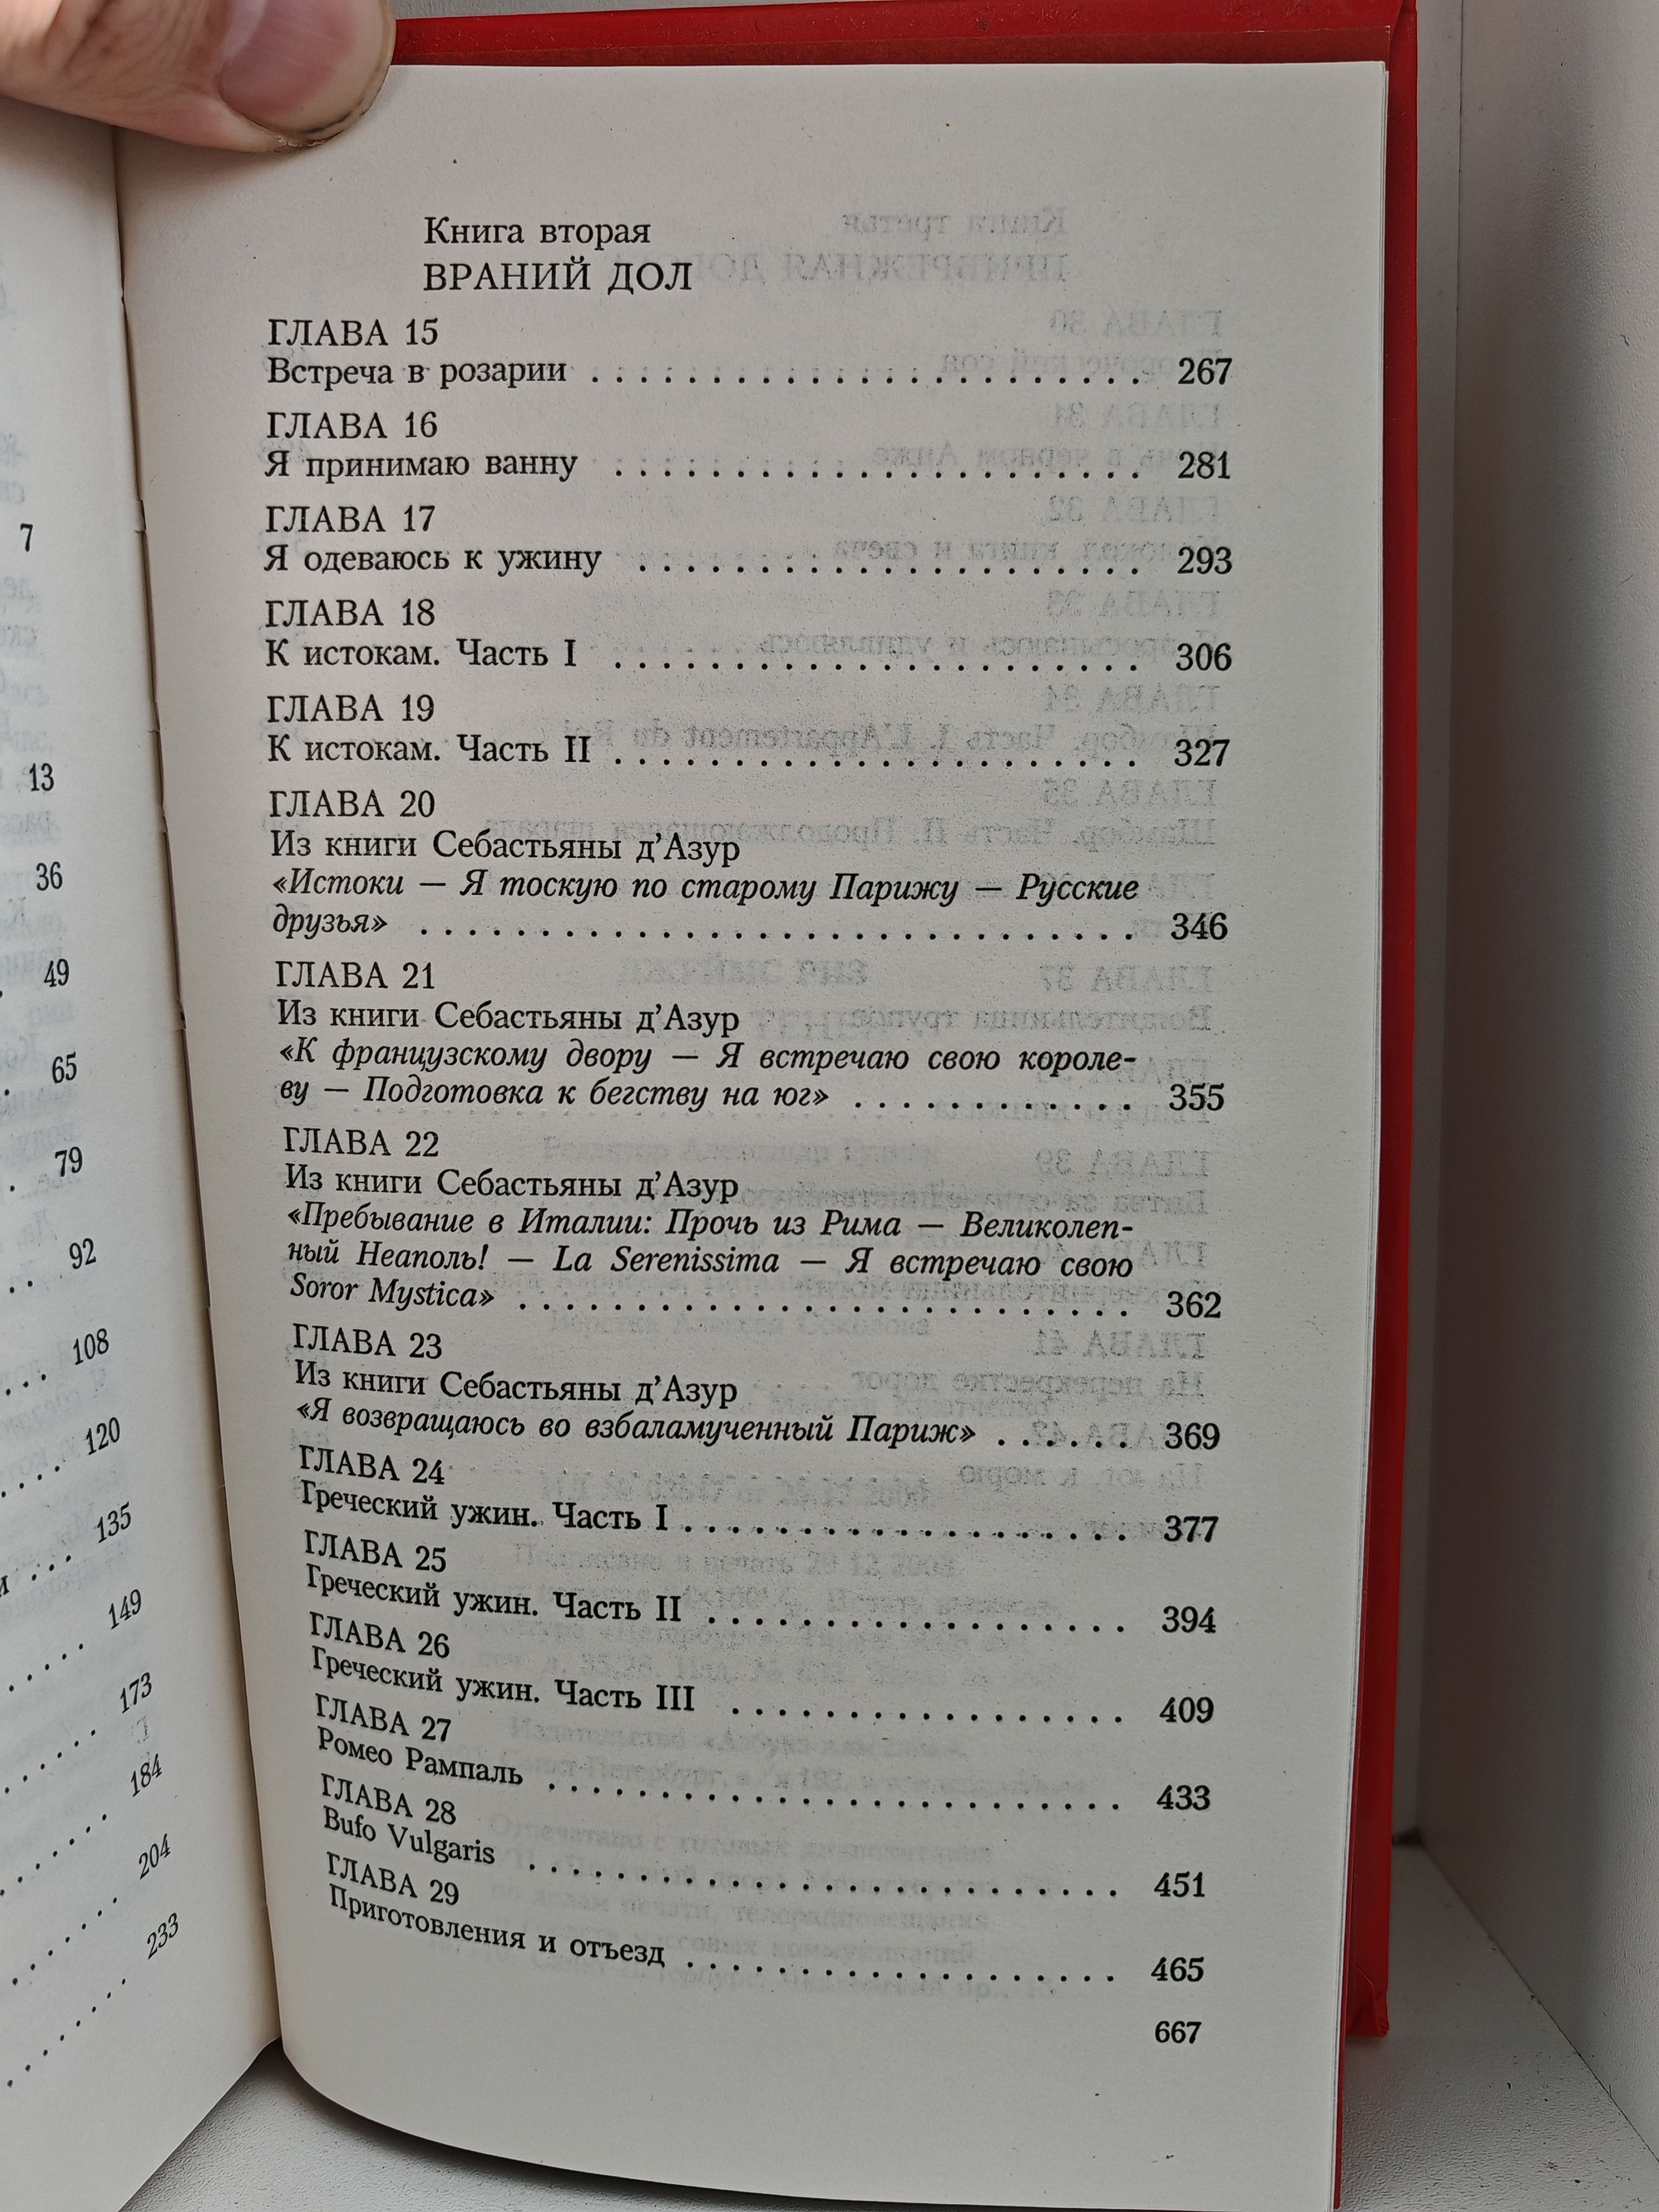 7
13
36
49
65
79
92
108
120
135
149
173
184
204
233
Книга вторая
ВРАНИЙ ДОЛ
ГЛАВА 15
Встреча в розарии . . . . . . . . . . . . . . . . . . . . . . . 267
ГЛАВА 16
Я принимаю ванну . . . . . . . . . . . . . . . . . . . . . . 281
ГЛАВА 17
Я одеваюсь к ужину . . . . . . . . . . . . . . . . . . . . . 293
ГЛАВА 18
К истокам. Часть I . . . . . . . . . . . . . . . . . . . . . . 306
ГЛАВА 19
К истокам. Часть II . . . . . . . . . . . . . . . . . . . . . . 327
ГЛАВА 20
Из книги Себастьяны д’Азур
«Истоки — Я тоскую по старому Парижу — Русские
друзья» . . . . . . . . . . . . . . . . . . . . . . . . . . . . . . 346
ГЛАВА 21
Из книги Себастьяны д’Азур
«К французскому двору — Я встречаю свою короле-
ву — Подготовка к бегству на юг» . . . . . . . . . . . . 355
ГЛАВА 22
Из книги Себастьяны д’Азур
«Пребывание в Италии: Прочь из Рима — Великолеп-
ный Неаполь! — La Serenissima — Я встречаю свою
Soror Mystica» . . . . . . . . . . . . . . . . . . . . . . . . . . 362
ГЛАВА 23
Из книги Себастьяны д’Азур
«Я возвращаюсь во взбаламученный Париж» . . . . . . 369
ГЛАВА 24
Греческий ужин. Часть I . . . . . . . . . . . . . . . . . . . 377
ГЛАВА 25
Греческий ужин. Часть II . . . . . . . . . . . . . . . . . . 394
ГЛАВА 26
Греческий ужин. Часть III . . . . . . . . . . . . . . . . . 409
ГЛАВА 27
Ромео Рампаль . . . . . . . . . . . . . . . . . . . . . . . . . 433
ГЛАВА 28
Bufo Vulgaris . . . . . . . . . . . . . . . . . . . . . . . . . . 451
ГЛАВА 29
Приготовления и отъезд . . . . . . . . . . . . . . . . . . . 465
667